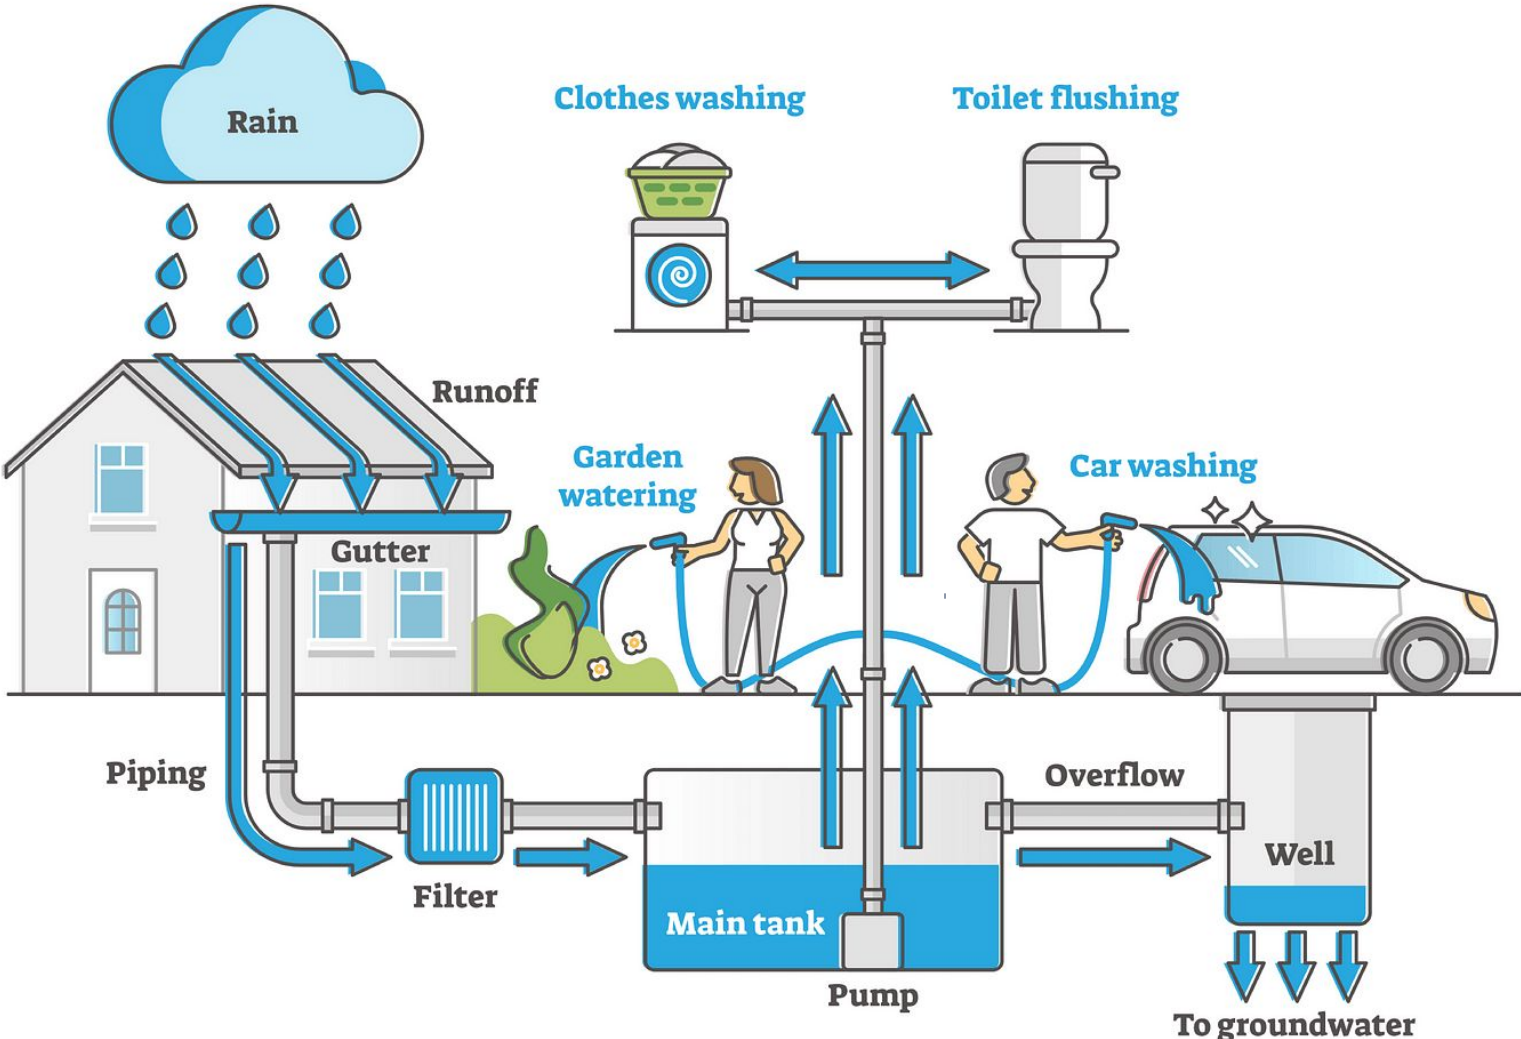 Rain
Clothes washing
Toilet flushing
Runoff
Garden
watering
Car washing
Gutter
Piping
Filter
Main tank
Pump
Overflow
Well
To groundwater